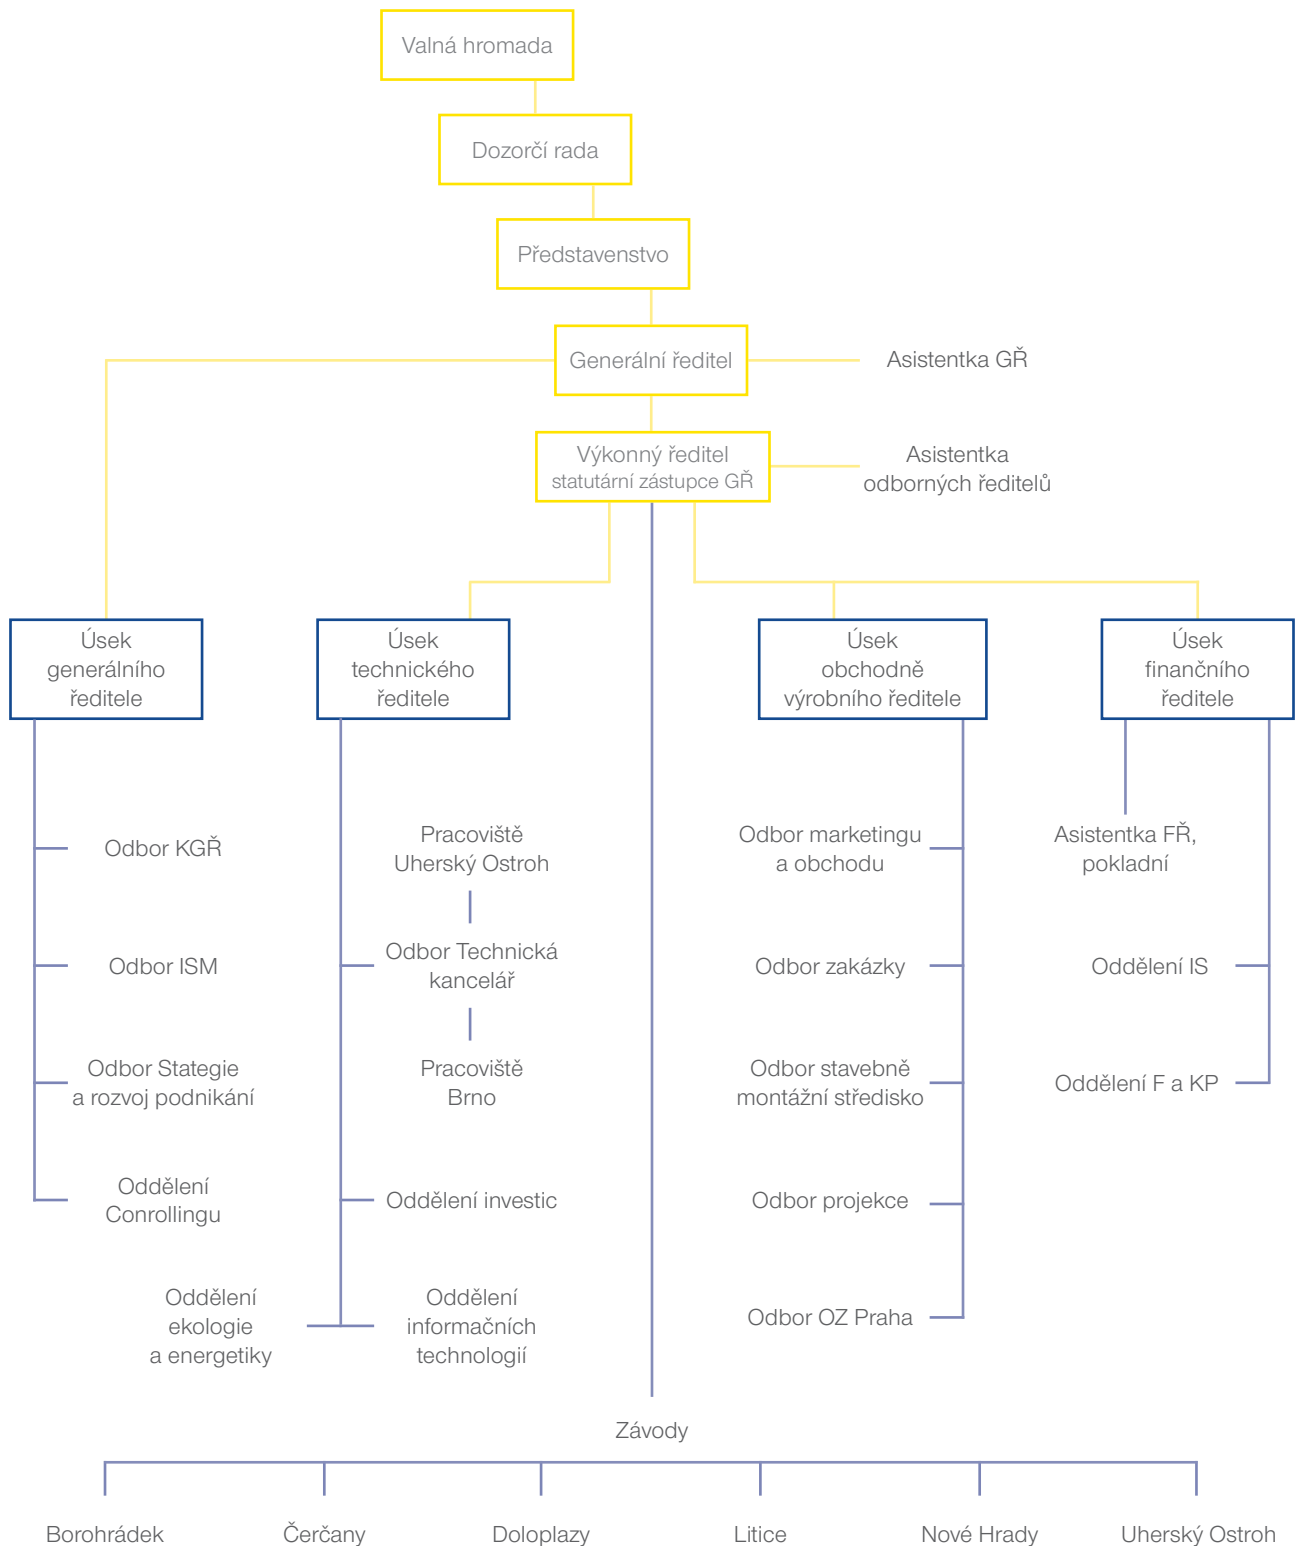 Valná hromada
Dozorčí rada
Představenstvo
Generální ředitel
Asistentka GŘ
Výkonný ředitel
statutární zástupce GŘ
Asistentka
odborných ředitelů
Úsek
generálního
ředitele
Úsek
technického
ředitele
Úsek
obchodně
výrobního ředitele
Úsek
finančního
ředitele
Odbor KGŘ
Odbor ISM
Odbor Stategie
a rozvoj podnikání
Oddělení
Conrollingu
Pracoviště
Uherský Ostroh
Odbor Technická
kancelář
Pracoviště
Brno
Oddělení investic
Oddělení
ekologie
a energetiky
Oddělení
informačních
technologií
Odbor marketingu
a obchodu
Odbor zakázky
Odbor stavebně
montážní středisko
Odbor projekce
Odbor OZ Praha
Asistentka FŘ,
pokladní
Oddělení IS
Oddělení F a KP
Závody
Borohrádek
Čerčany
Doloplazy
Litice
Nové Hrady
Uherský Ostroh